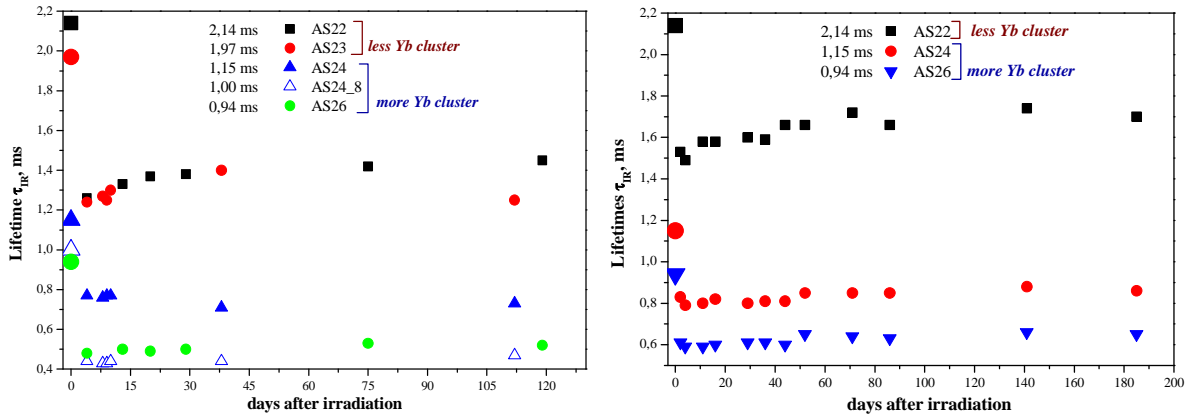 2,2
2,0
1,8
1,6
1,4
1,2
1,0
0,8
0,6
0,4
Lifetime τIR, ms
2,14 ms AS22
1,97 ms AS23
less Yb cluster
1,15 ms AS24
1,00 ms AS24_8
0,94 ms AS26
more Yb cluster
0 15 30 45 60 75 90 105 120
days after irradiation
2,2
2,0
1,8
1,6
1,4
1,2
1,0
0,8
0,6
Lifetimes τIR, ms
2,14 ms AS22 less Yb cluster
1,15 ms AS24
0,94 ms AS26
more Yb cluster
0 20 40 60 80 100 120 140 160 180 200
days after irradiation